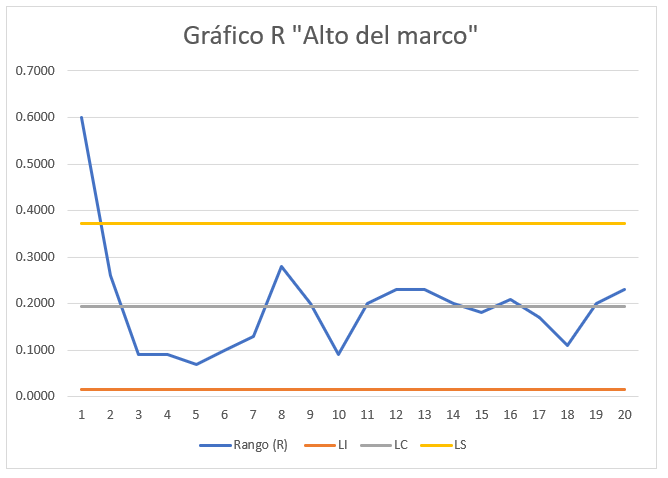 Gráfico R "Alto del marco"
0.7000
0.6000
0.5000
0.4000
0.3000
0.2000
0.1000
0.0000
1 2 3 4 5 6 7 8 9 10 11 12 13 14 15 16 17 18 19 20
Rango (R) LI LC LS